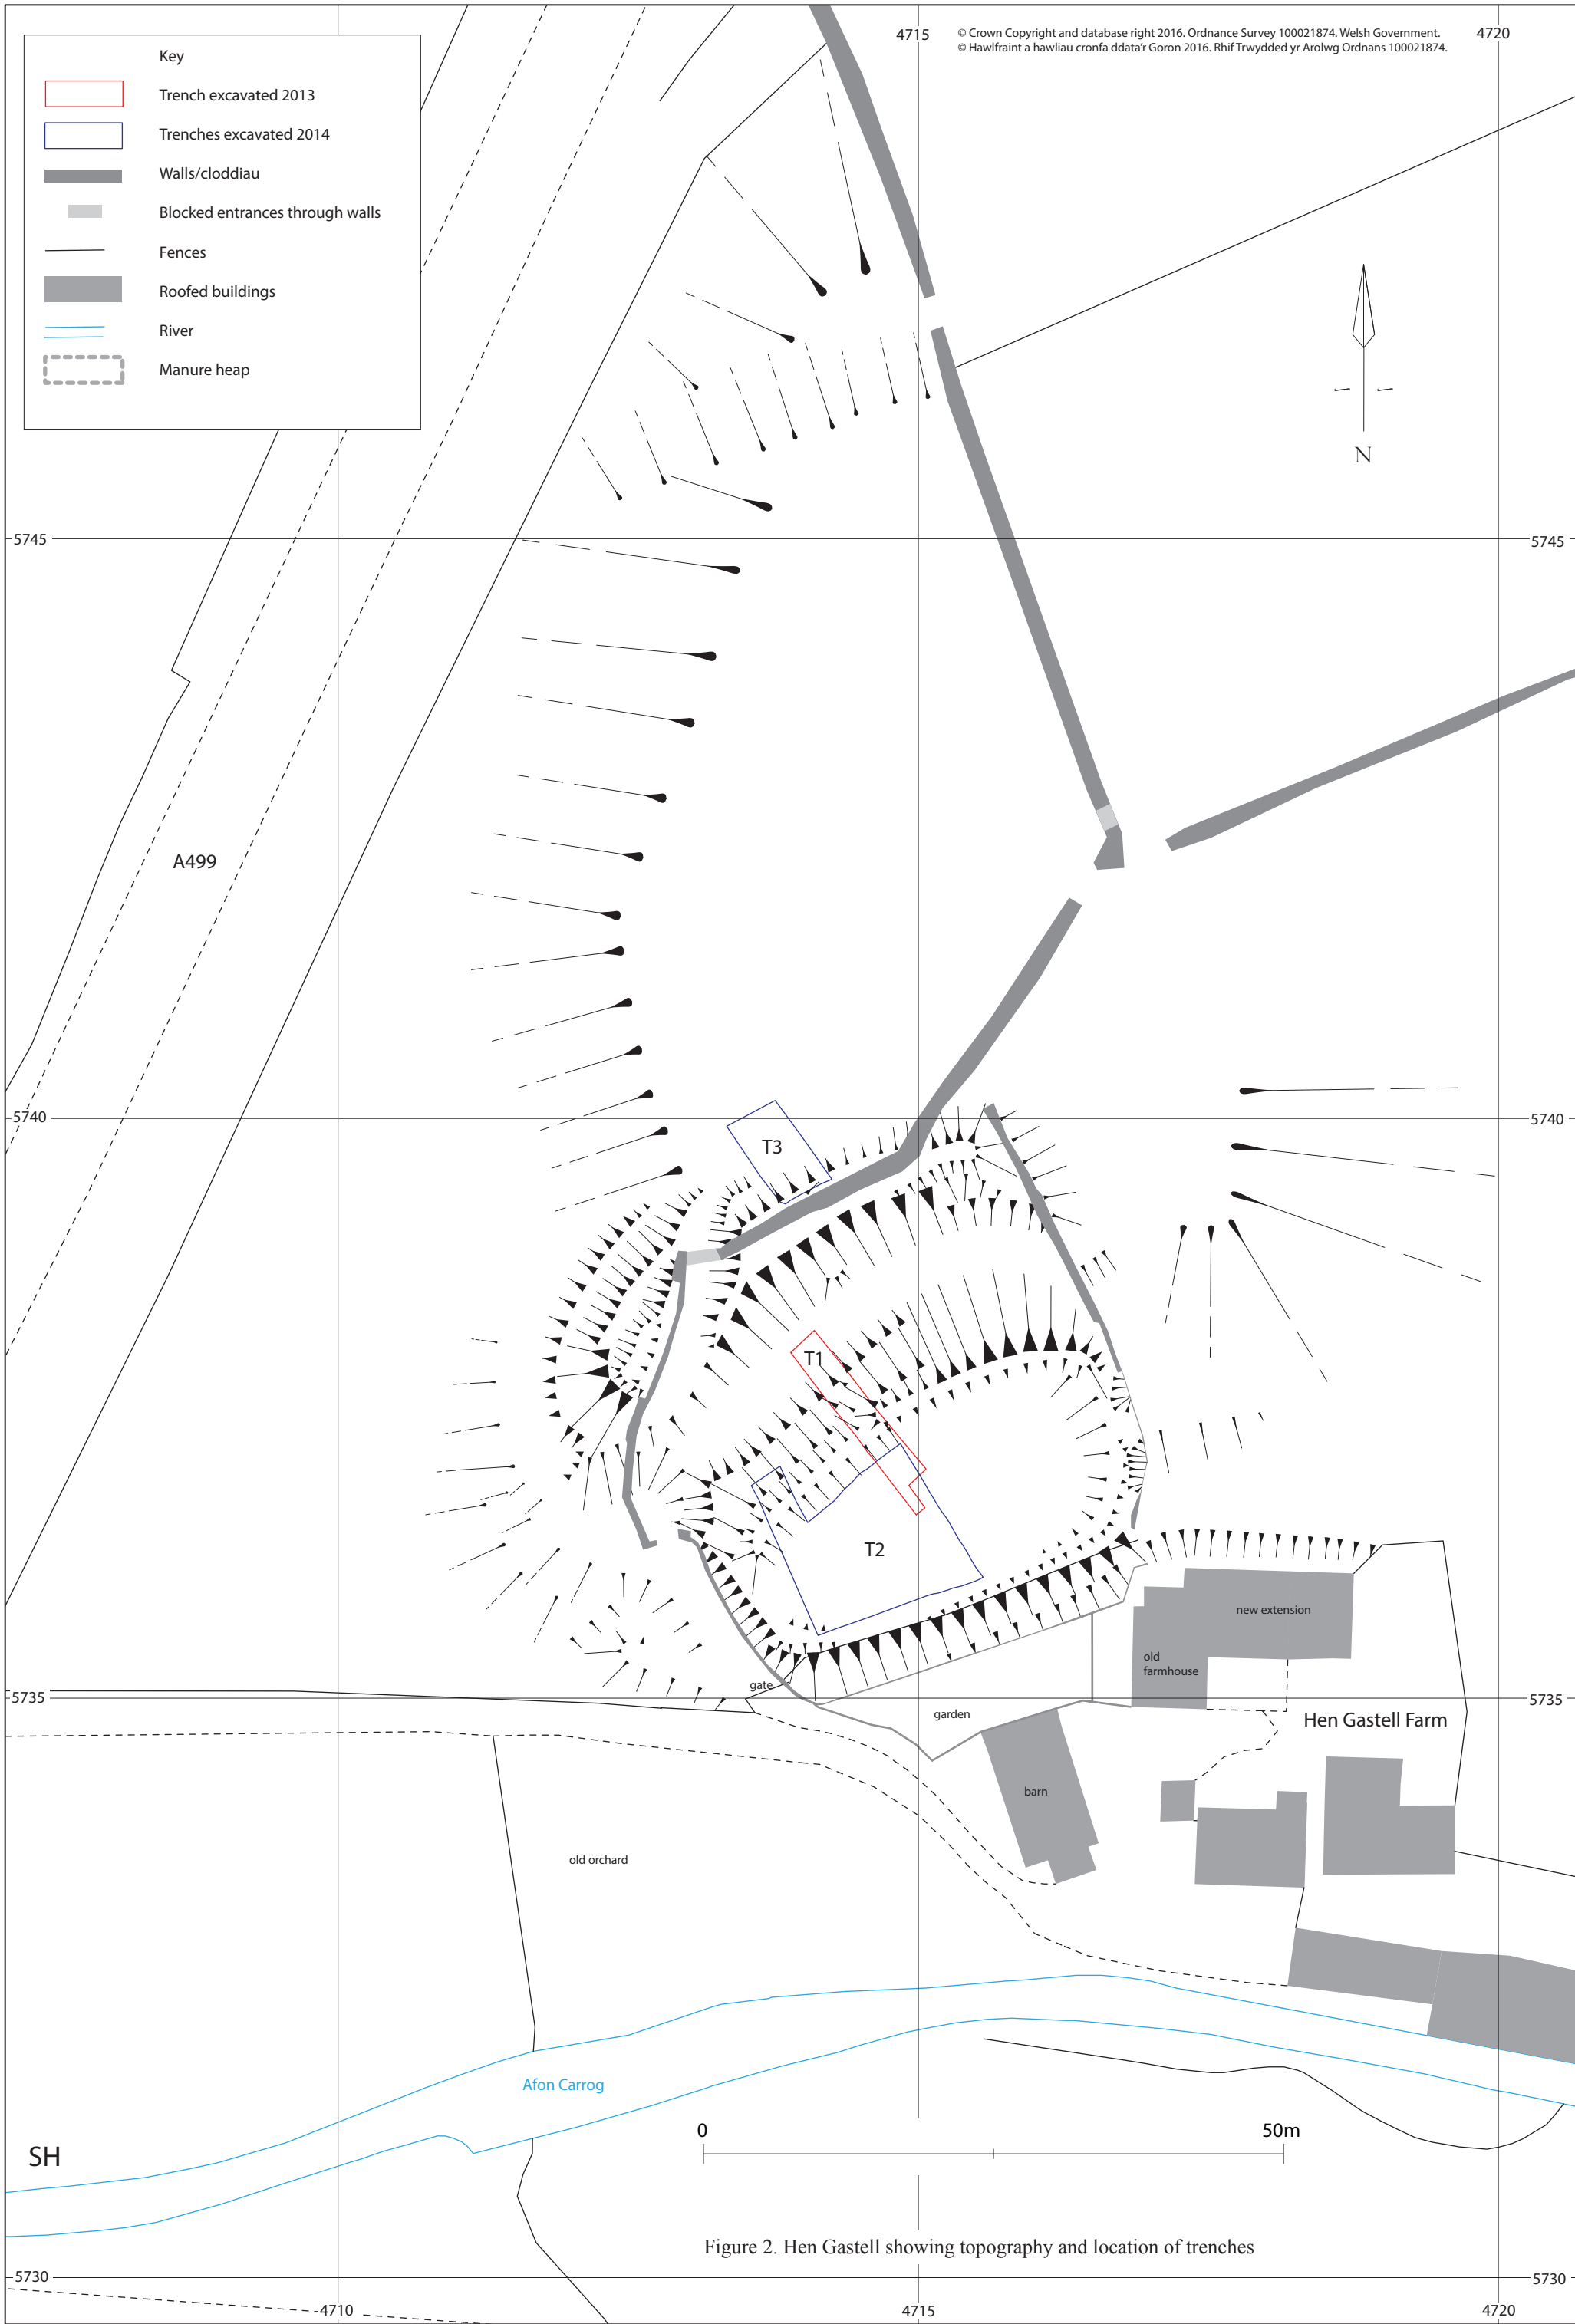 Key
Trench excavated 2013
Trenches excavated 2014
Walls/cloddiau
Blocked entrances through walls
Fences
Roofed buildings
River
Manure heap
4715
© Crown Copyright and database right 2016. Ordnance Survey 100021874. Welsh Government.
© Hawlfraint a hawliau cronfa ddata'r Goron 2016. Rhif Trwydded yr Arolwg Ordnans 100021874.
4720
N
5745
5745
A499
5740
5740
T3
T1
T2
new extension
old
farmhouse
gate
5735
5735
garden
Hen Gastell Farm
barn
old orchard
Afon Carrog
0
50m
SH
Figure 2. Hen Gastell showing topography and location of trenches
5730
5730
4710
4715
4720